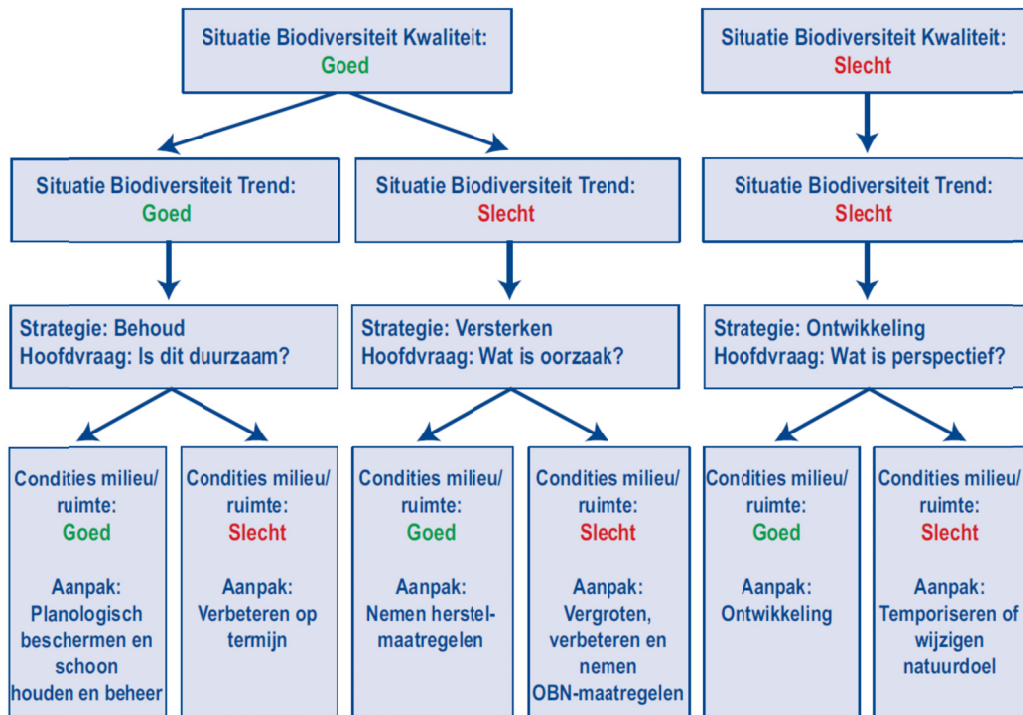 Situatie Biodiversiteit Kwaliteit:
Goed
Situatie Biodiversiteit Kwaliteit:
Slecht
Situatie Biodiversiteit Trend:
Goed
Situatie Biodiversiteit Trend:
Slecht
Situatie Biodiversiteit Trend:
Slecht
Strategie: Behoud
Hoofdvraag: Is dit duurzaam?
Strategie: Versterken
Hoofdvraag: Wat is oorzaak?
Strategie: Ontwikkeling
Hoofdvraag: Wat is perspectief?
Condities milieu/
ruimte:
Goed
Aanpak:
Planologisch
beschermen en
schoon
houden en beheer
Condities milieu/
ruimte:
Slecht
Aanpak:
Verbeteren op
termijn
Condities milieu/
ruimte:
Goed
Aanpak:
Nemen herstel-
maatregelen
Condities milieu/
ruimte:
Slecht
Aanpak:
Vergroten,
verbeteren en
nemen
OBN-maatregelen
Condities milieu/
ruimte:
Goed
Aanpak:
Ontwikkeling
Condities milieu/
ruimte:
Slecht
Aanpak:
Temporiseren of
wijzigen
natuurdoel